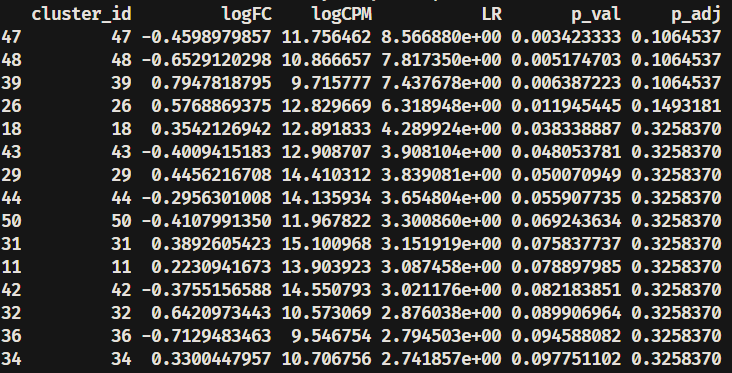 cluster_id logFC logCPM LR p_val p_adj
47 47 -0.4598979857 11.756462 8.566880e+00 0.003423333 0.1064537
48 48 -0.6529120298 10.866657 7.817350e+00 0.005174703 0.1064537
39 39 0.7947818795 9.715777 7.437678e+00 0.006387223 0.1064537
26 26 0.5768869375 12.829669 6.318948e+00 0.011945445 0.1493181
18 18 0.3542126942 12.891833 4.289924e+00 0.038338887 0.3258370
43 43 -0.4009415183 12.908707 3.908104e+00 0.048053781 0.3258370
29 29 0.4456216708 14.410312 3.839081e+00 0.050070949 0.3258370
44 44 -0.2956301008 14.135934 3.654804e+00 0.055907735 0.3258370
50 50 -0.4107991350 11.967822 3.300860e+00 0.069243634 0.3258370
31 31 0.3892605423 15.100968 3.151919e+00 0.075837737 0.3258370
11 11 0.2230941673 13.903923 3.087458e+00 0.078897985 0.3258370
42 42 -0.3755156588 14.550793 3.021176e+00 0.082183851 0.3258370
32 32 0.6420973443 10.573069 2.876038e+00 0.089906964 0.3258370
36 36 -0.7129483463 9.546754 2.794503e+00 0.094588082 0.3258370
34 34 0.3300447957 10.706756 2.741857e+00 0.097751102 0.3258370